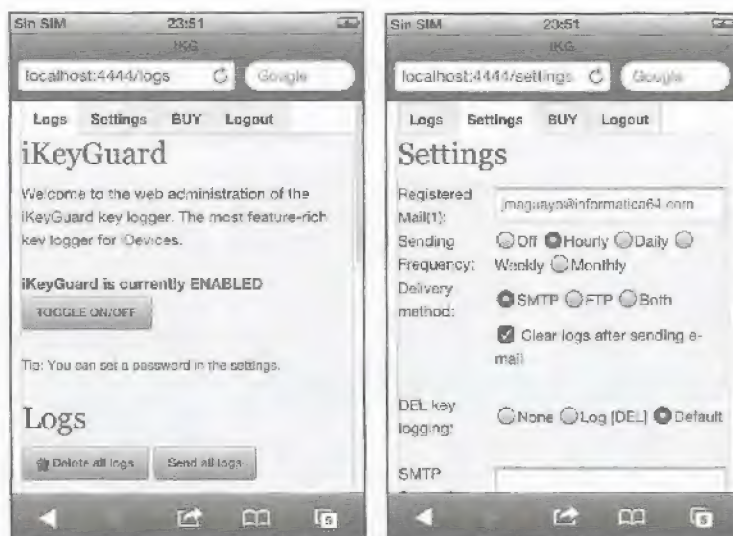 Sin SIM 23:51
IKG
localhost:4444/logs Google
Logs Settings BUY Logout
iKeyGuard
Welcome to the web administration of the
iKeyGuard key logger. The most feature-rich
key logger for iDevices.
iKeyGuard is currently ENABLED
TOGGLE ON/OFF
Tip: You can set a password in the settings.
Logs
Delete all logs Send all logs
5
Sin SIM 23:51
IKG
localhost:4444/settings Google
Logs Settings BUY Logout
Settings
Registered
Mail(1):
jmaguayo@informatica64.com
Sending
Frequency:
Off Hourly Daily
Weekly Monthly
Delivery
method:
SMTP FTP Both
Clear logs after sending e-
mail
DEL key
logging:
None Log [DEL] Default
SMTP
5